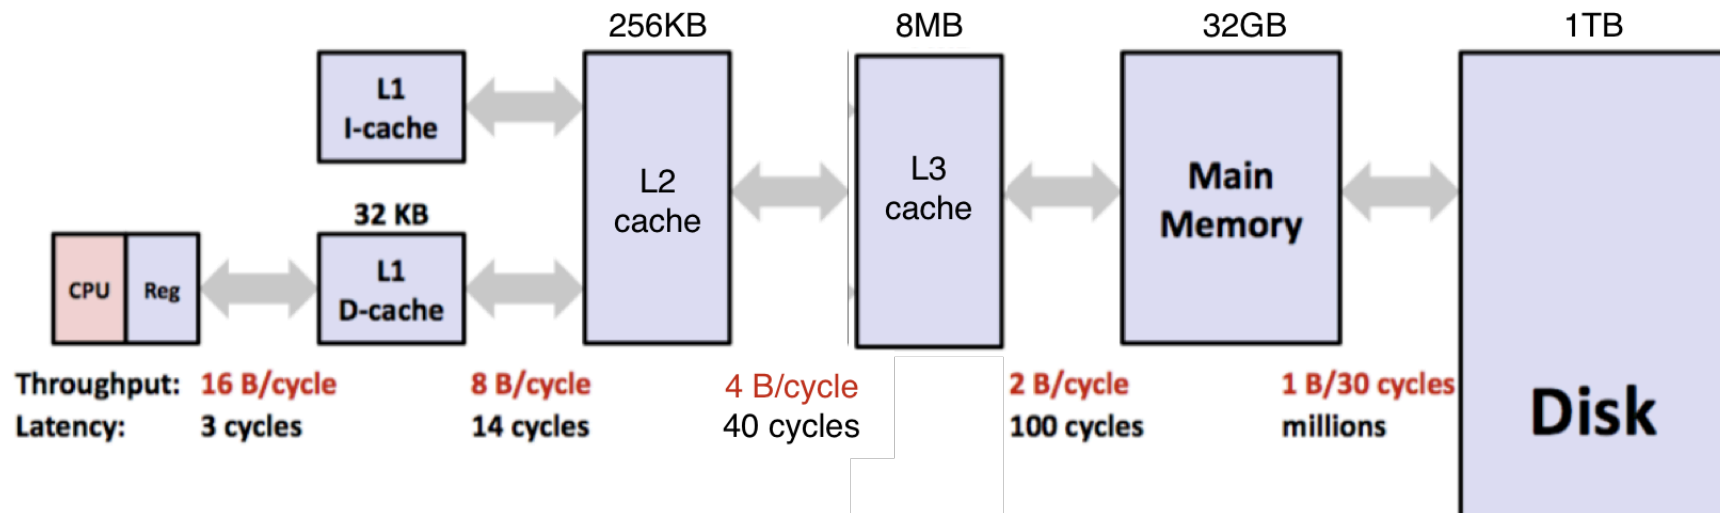 256KB
8MB
32GB
1TB
L1
I-cache
L2
cache
L3
cache
Main
Memory
32 KB
CPU
Reg
L1
D-cache
Disk
Throughput: 16 B/cycle 8 B/cycle 4 B/cycle 2 B/cycle 1 B/30 cycles
Latency: 3 cycles 14 cycles 40 cycles 100 cycles millions